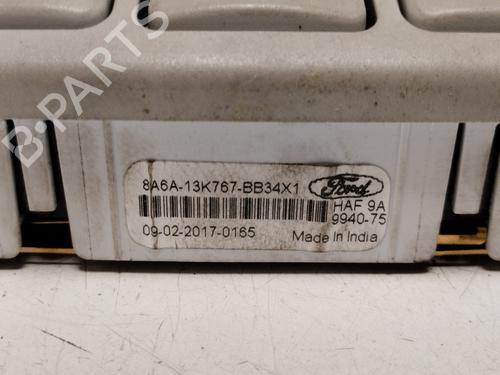 B-PARTS
8A6A-13K767-BB34X1
Ford
HAF 9A
9940-75
09-02-2017-0165
Made In India